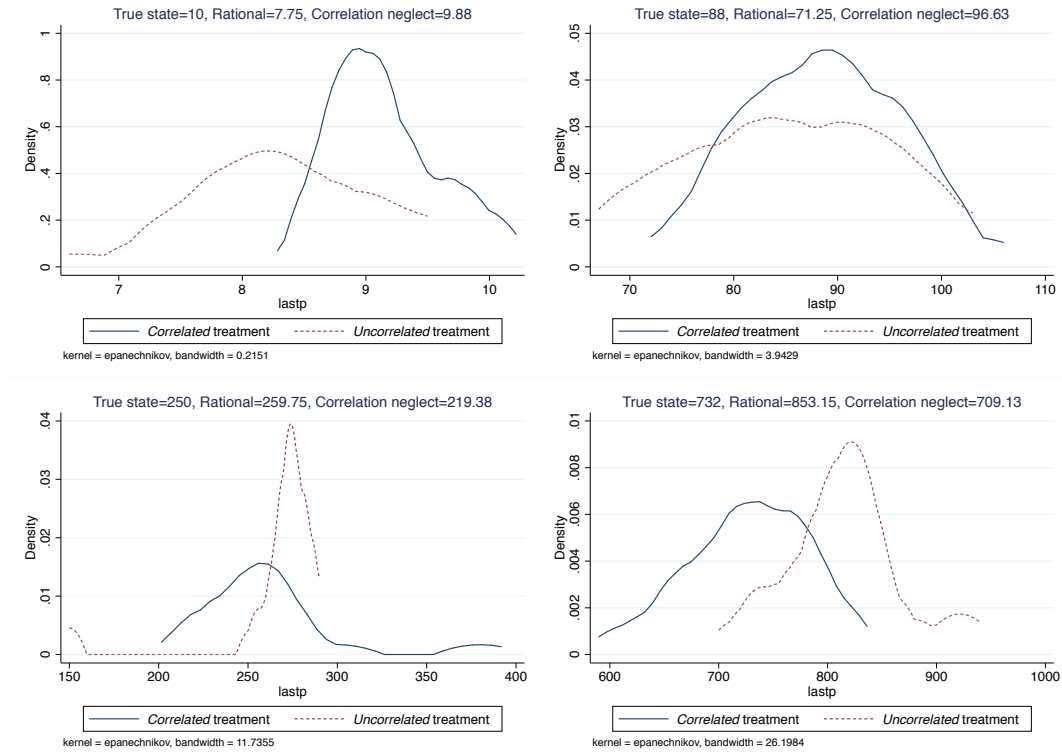 True state=10, Rational=7.75, Correlation neglect=9.88
Density
0 .2 .4 .6 .8 1
7 8 9 10
lastp
Correlated treatment Uncorrelated treatment
kernel = epanechnikov, bandwidth = 0.2151
True state=88, Rational=71.25, Correlation neglect=96.63
Density
0 .01 .02 .03 .04 .05
70 80 90 100 110
lastp
Correlated treatment Uncorrelated treatment
kernel = epanechnikov, bandwidth = 3.9429
True state=250, Rational=259.75, Correlation neglect=219.38
Density
0 .01 .02 .03 .04
150 200 250 300 350 400
lastp
Correlated treatment Uncorrelated treatment
kernel = epanechnikov, bandwidth = 11.7355
True state=732, Rational=853.15, Correlation neglect=709.13
Density
0 .002 .004 .006 .008 .01
600 700 800 900 1000
lastp
Correlated treatment Uncorrelated treatment
kernel = epanechnikov, bandwidth = 26.1984